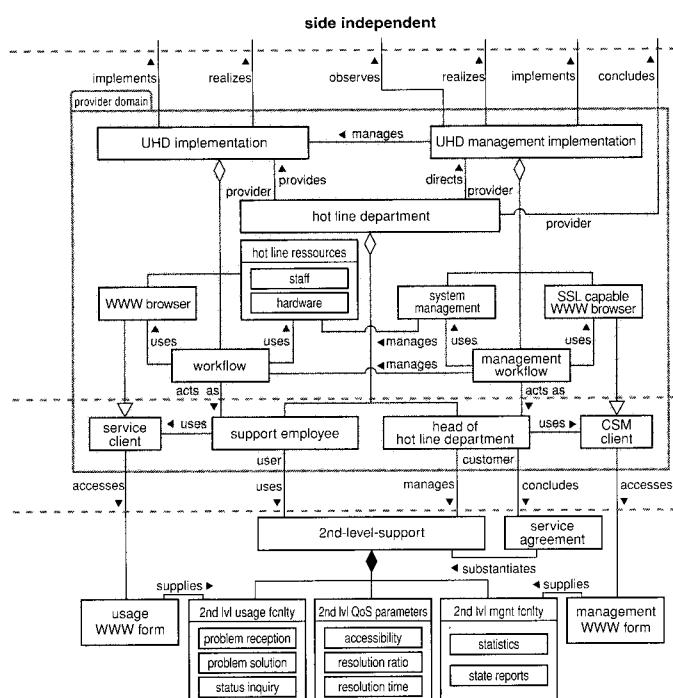 side independent
implements
realizes
observes
realizes
implements
concludes
provider domain
UHD implementation
◄ manages
UHD management implementation
provides
directs
provider
provider
hot line department
provider
hot line ressources
staff
hardware
WWW browser
system
management
SSL capable
WWW browser
uses
uses
◄manages
uses
uses
workflow
◄manages
management
workflow
acts as
acts as
service
client
◄ uses
support employee
head of
hot line department
uses ►
CSM
client
user
customer
accesses
uses
manages
concludes
accesses
2nd-level-support
service
agreement
◄ substantiates
supplies ►
◄ supplies
usage
WWW form
2nd lvl usage fcnlty
problem reception
problem solution
status inquiry
2nd lvl QoS parameters
accessibility
resolution ratio
resolution time
2nd lvl mgnt fcnlty
statistics
state reports
management
WWW form